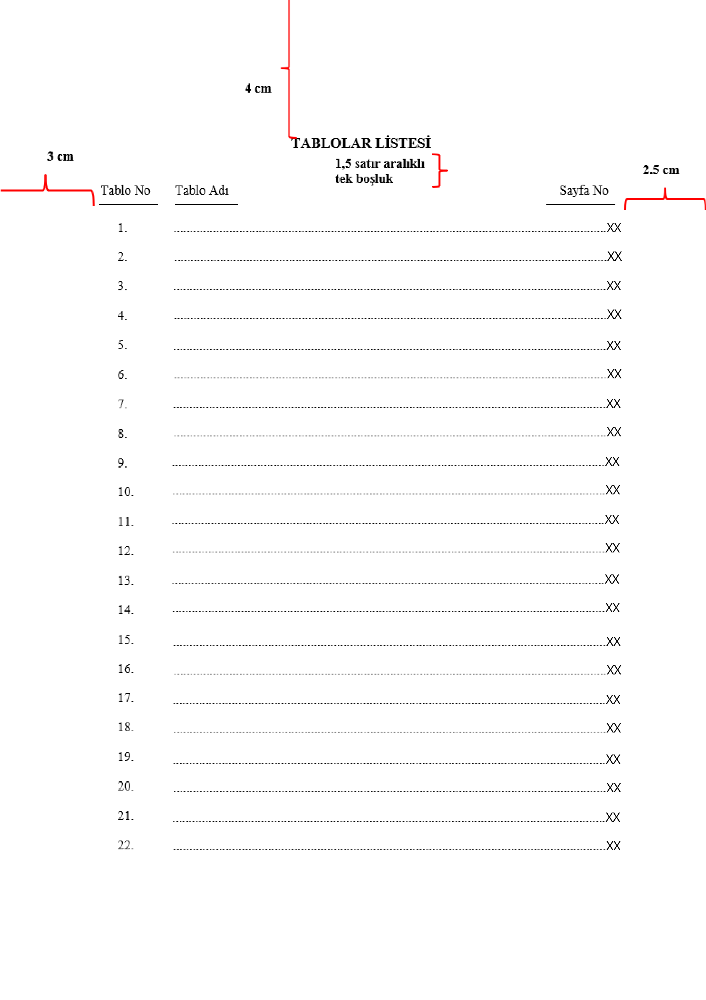 4 cm
TABLOLAR LİSTESİ
3 cm
1,5 satır aralıklı
tek boşluk
2.5 cm
Tablo No Tablo Adı Sayfa No
1. ........................................XX
2. ........................................XX
3. ........................................XX
4. ........................................XX
5. ........................................XX
6. ........................................XX
7. ........................................XX
8. ........................................XX
9. ........................................XX
10. ........................................XX
11. ........................................XX
12. ........................................XX
13. ........................................XX
14. ........................................XX
15. ........................................XX
16. ........................................XX
17. ........................................XX
18. ........................................XX
19. ........................................XX
20. ........................................XX
21. ........................................XX
22. ........................................XX